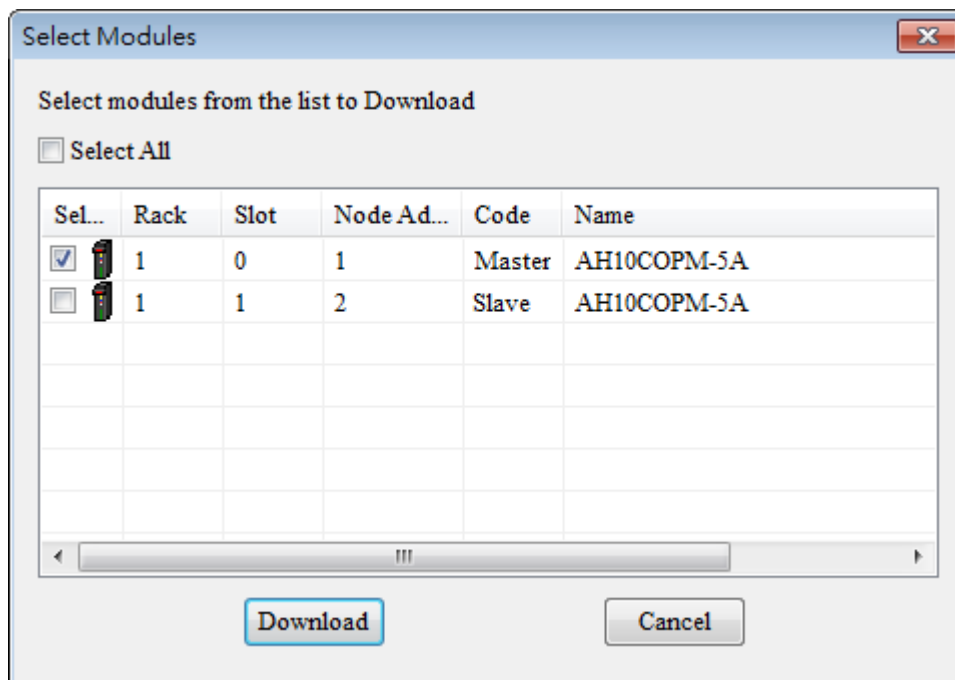 Select Modules
Select modules from the list to Download
Select All
Sel... Rack Slot Node Ad... Code Name
1 0 1 Master AH10COPM-5A
1 1 2 Slave AH10COPM-5A
Download Cancel